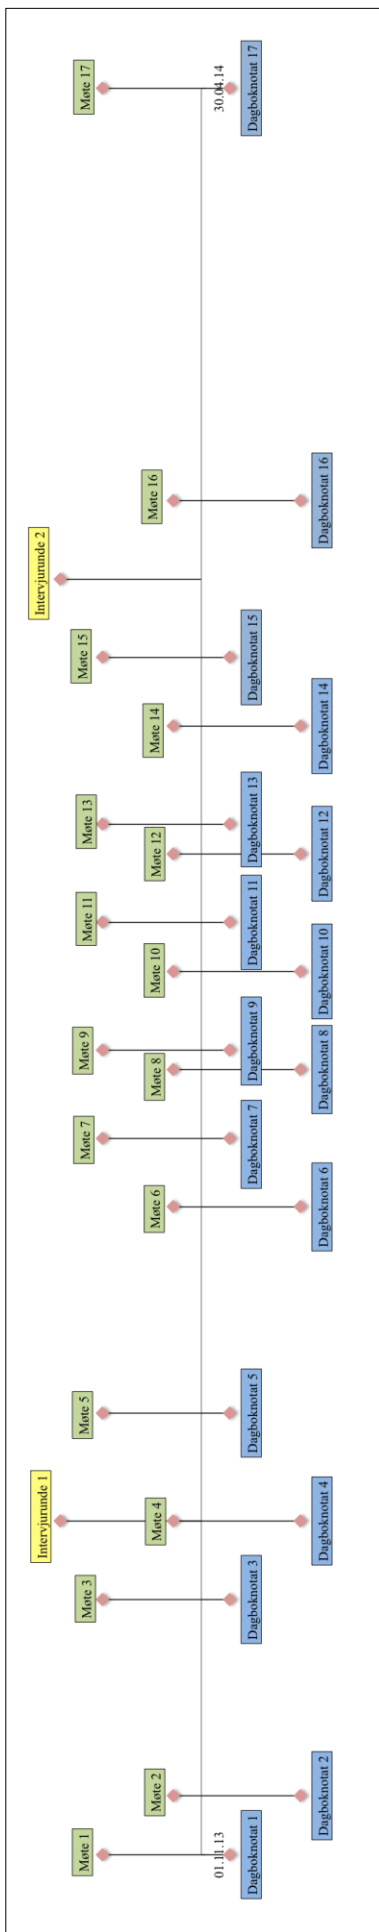 Intervjurunde 1
Intervjurunde 2
Møte 1
Møte 3
Møte 5
Møte 7
Møte 9
Møte 11
Møte 13
Møte 15
Møte 17
Møte 2
Møte 4
Møte 6
Møte 8
Møte 10
Møte 12
Møte 14
Møte 16
01.11.13
30.04.14
Dagboknotat 1
Dagboknotat 3
Dagboknotat 5
Dagboknotat 7
Dagboknotat 9
Dagboknotat 11
Dagboknotat 13
Dagboknotat 15
Dagboknotat 17
Dagboknotat 2
Dagboknotat 4
Dagboknotat 6
Dagboknotat 8
Dagboknotat 10
Dagboknotat 12
Dagboknotat 14
Dagboknotat 16